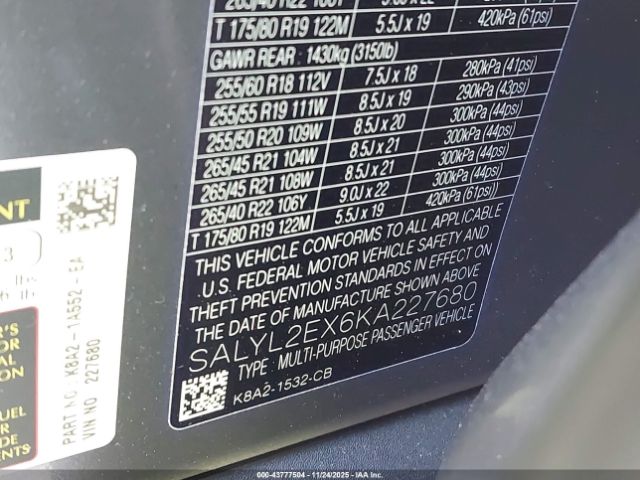 T 175/80 R19 122M 5.5J x 19 420kPa (61psi)
GAWR REAR : 1430kg (3150lb)
255/60 R18 112V 7.5J x 18 280kPa (41psi)
255/55 R19 111W 8.5J x 19 290kPa (43psi)
255/50 R20 109W 8.5J x 20 300kPa (44psi)
265/45 R21 104W 8.5J x 21 300kPa (44psi)
265/45 R21 108W 8.5J x 21 300kPa (44psi)
265/40 R22 106Y 9.0J x 22 300kPa (44psi)
T 175/80 R19 122M 5.5J x 19 420kPa (61psi)
THIS VEHICLE CONFORMS TO ALL APPLICABLE
U.S. FEDERAL MOTOR VEHICLE SAFETY AND
THEFT PREVENTION STANDARDS IN EFFECT ON
THE DATE OF MANUFACTURE SHOWN ABOVE
SALYL2EX6KA227680
TYPE : MULTI-PURPOSE PASSENGER VEHICLE
K8A2-1532-CB
PART NO : K8A2-1A552-EA
VIN NO : 227680
FUEL
000-43777504 - 11/24/2025 - IAAI.COM